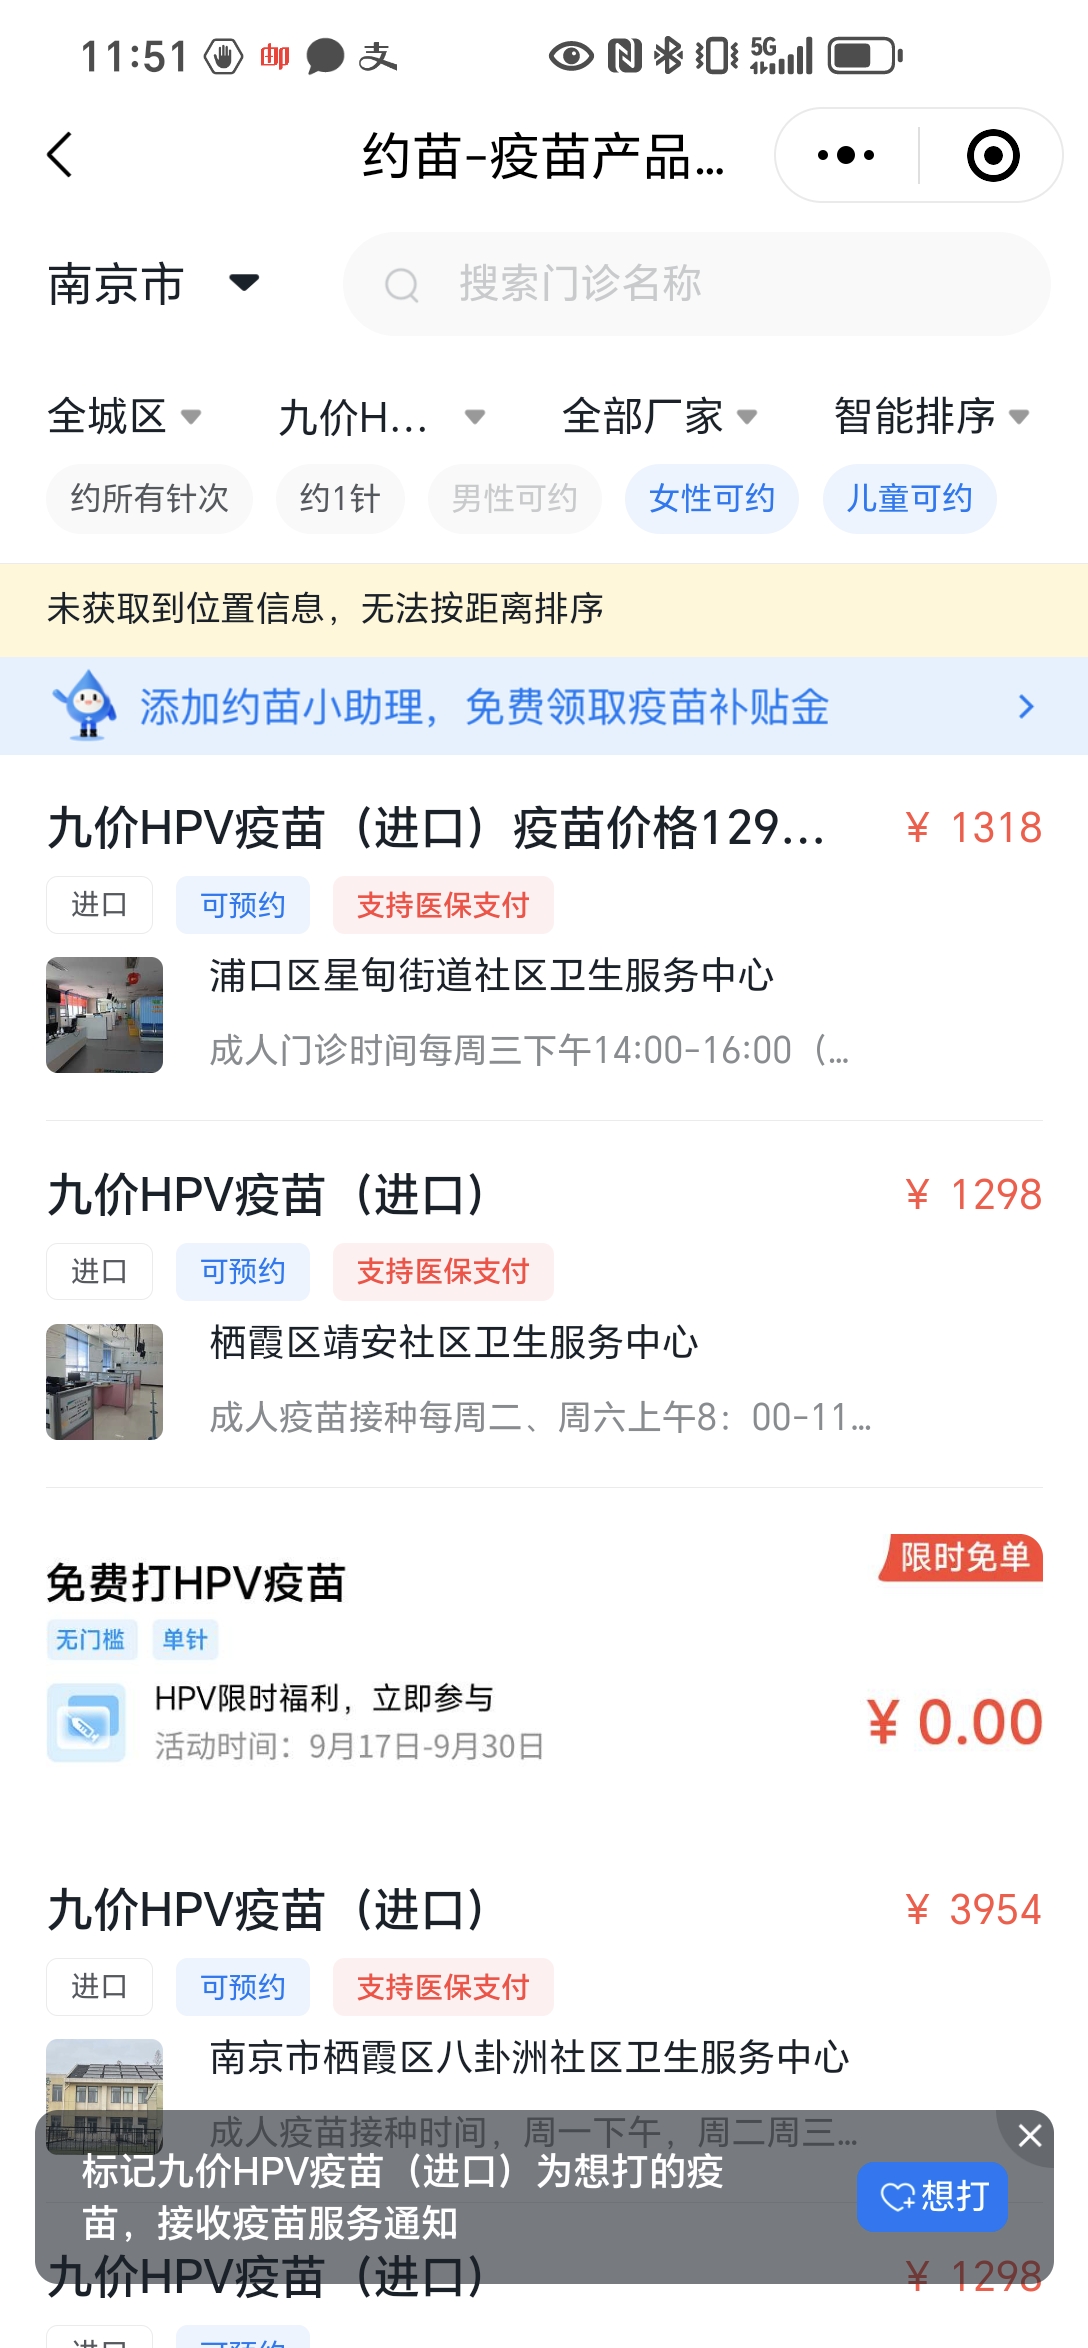 11:51
邮
支
5G
约苗-疫苗产品...
南京市
搜索门诊名称
全城区
九价H...
全部厂家
智能排序
约所有针次
约1针
男性可约
女性可约
儿童可约
未获取到位置信息，无法按距离排序
添加约苗小助理，免费领取疫苗补贴金
九价HPV疫苗（进口）疫苗价格129...
¥ 1318
进口
可预约
支持医保支付
浦口区星甸街道社区卫生服务中心
成人门诊时间每周三下午14:00-16:00（...
九价HPV疫苗（进口）
¥ 1298
进口
可预约
支持医保支付
栖霞区靖安社区卫生服务中心
成人疫苗接种每周二、周六上午8：00-11...
限时免单
免费打HPV疫苗
无门槛
单针
HPV限时福利，立即参与
活动时间：9月17日-9月30日
¥ 0.00
九价HPV疫苗（进口）
¥ 3954
进口
可预约
支持医保支付
南京市栖霞区八卦洲社区卫生服务中心
成人疫苗接种时间，周一下午，周二周三...
标记九价HPV疫苗（进口）为想打的疫
苗，接收疫苗服务通知
想打
九价HPV疫苗（进口）
¥ 1298
进口
可预约